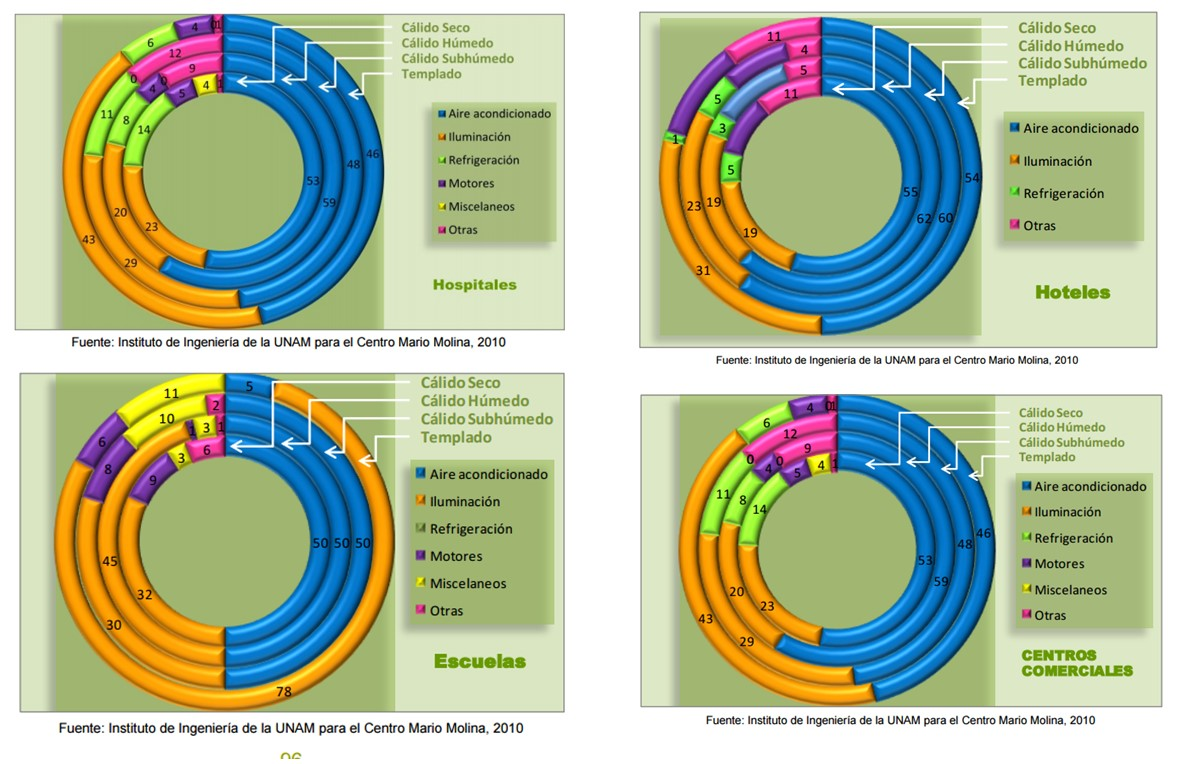 Cálido Seco
Cálido Húmedo
Cálido Subhúmedo
Templado
4
0
1
6
12
0
0
9
4
5
4
1
11
8
14
46
48
53
59
20
23
43
29
Aire acondicionado
Iluminación
Refrigeración
Motores
Miscelaneos
Otras
Hospitales
Fuente: Instituto de Ingeniería de la UNAM para el Centro Mario Molina, 2010
Cálido Seco
Cálido Húmedo
Cálido Subhúmedo
Templado
11
4
5
11
5
3
1
5
54
55
62
60
23
19
19
31
Aire acondicionado
Iluminación
Refrigeración
Otras
Hoteles
Fuente: Instituto de Ingeniería de la UNAM para el Centro Mario Molina, 2010
Cálido Seco
Cálido Húmedo
Cálido Subhúmedo
Templado
5
11
2
10
1
3
1
6
6
3
8
9
50
50
50
45
32
30
78
Aire acondicionado
Iluminación
Refrigeración
Motores
Miscelaneos
Otras
Escuelas
Fuente: Instituto de Ingeniería de la UNAM para el Centro Mario Molina, 2010
Cálido Seco
Cálido Húmedo
Cálido Subhúmedo
Templado
4
0
1
6
12
0
0
9
4
5
4
1
11
8
14
46
48
53
59
20
23
43
29
Aire acondicionado
Iluminación
Refrigeración
Motores
Miscelaneos
Otras
CENTROS
COMERCIALES
Fuente: Instituto de Ingeniería de la UNAM para el Centro Mario Molina, 2010